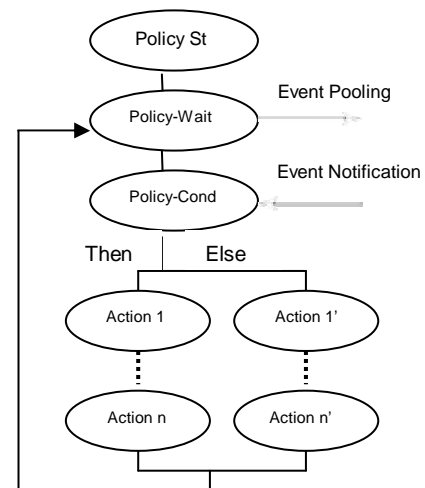 Policy St
Event Pooling
Policy-Wait
Event Notification
Policy-Cond
Then Else
Action 1 Action 1'
Action n Action n'